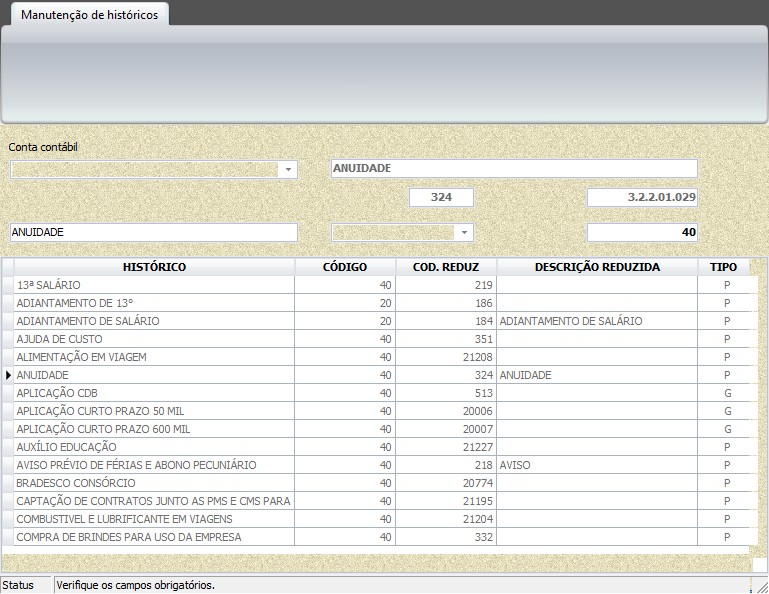 Manutenção de históricos
Conta contábil
ANUIDADE
324 3.2.2.01.029
ANUIDADE 40
HISTÓRICO CÓDIGO COD. REDUZ DESCRIÇÃO REDUZIDA TIPO
13ª SALÁRIO 40 219 P
ADIANTAMENTO DE 13º 20 186 P
ADIANTAMENTO DE SALÁRIO 20 184 ADIANTAMENTO DE SALÁRIO P
AJUDA DE CUSTO 40 351 P
ALIMENTAÇÃO EM VIAGEM 40 21208 P
ANUIDADE 40 324 ANUIDADE P
APLICAÇÃO CDB 40 513 G
APLICAÇÃO CURTO PRAZO 50 MIL 40 20006 G
APLICAÇÃO CURTO PRAZO 600 MIL 40 20007 G
AUXÍLIO EDUCAÇÃO 40 21227 P
AVISO PRÉVIO DE FÉRIAS E ABONO PECUNIÁRIO 40 218 AVISO P
BRADESCO CONSÓRCIO 40 20774 P
CAPTAÇÃO DE CONTRATOS JUNTO AS PMS E CMS PARA 40 21195 P
COMBUSTIVEL E LUBRIFICANTE EM VIAGENS 40 21204 P
COMPRA DE BRINDES PARA USO DA EMPRESA 40 332 P
Status Verifique os campos obrigatórios.